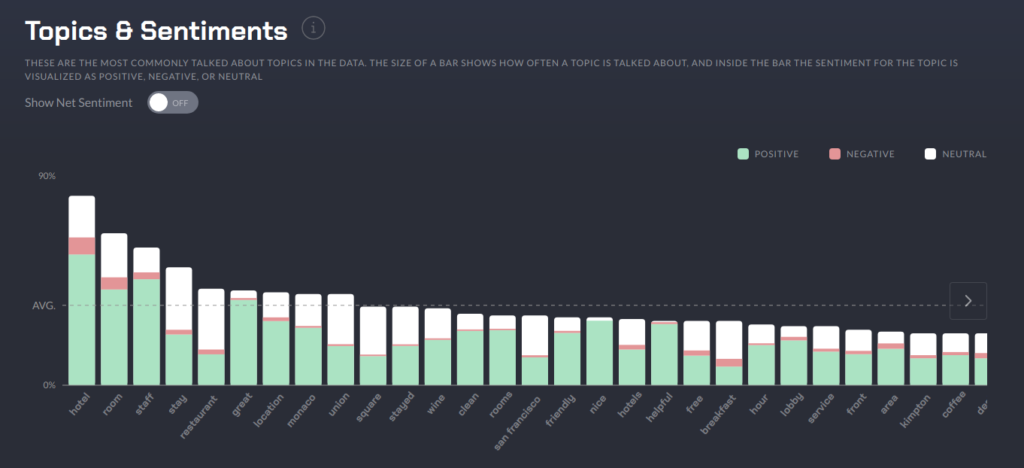 Topics & Sentiments
THESE ARE THE MOST COMMONLY TALKED ABOUT TOPICS IN THE DATA. THE SIZE OF A BAR SHOWS HOW OFTEN A TOPIC IS TALKED ABOUT, AND INSIDE THE BAR THE SENTIMENT FOR THE TOPIC IS
VISUALIZED AS POSITIVE, NEGATIVE, OR NEUTRAL
Show Net Sentiment OFF
POSITIVE NEGATIVE NEUTRAL
90%
AVG.
0%
hotel
room
staff
stay
restaurant
great
location
monaco
union
square
stayed
wine
clean
rooms
san francisco
friendly
nice
hotels
helpful
free
breakfast
hour
lobby
service
front
area
kimpton
coffee